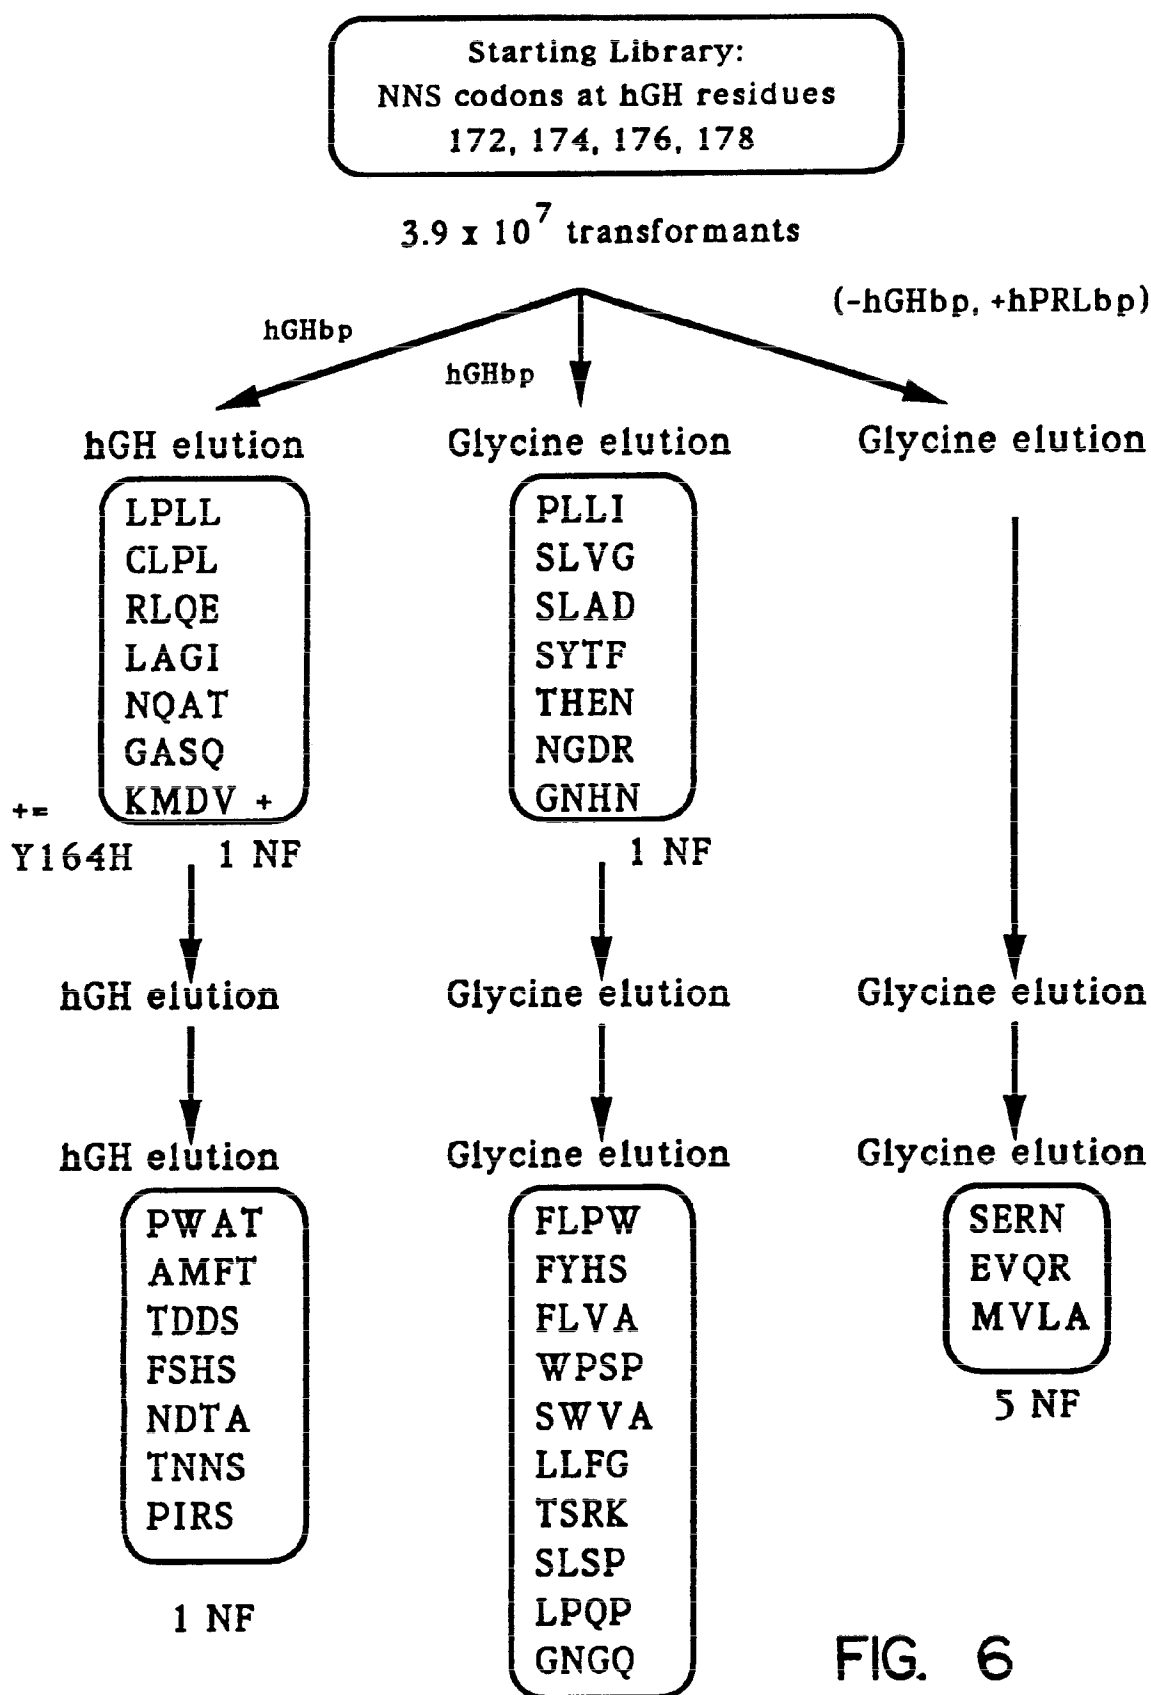 Starting Library:
NNS codons at hGH residues
172, 174, 176, 178
3.9 x 10^7 transformants
(-hGHbp, +hPRLbp)
hGHbp
hGHbp
hGH elution
LPLL
CLPL
RLQE
LAGI
NQAT
GASQ
KMDV +
+=
Y164H
1 NF
hGH elution
hGH elution
PWAT
AMFT
TDDS
FSHS
NDTA
TNNS
PIRS
1 NF
Glycine elution
PLLI
SLVG
SLAD
SYTF
THEN
NGDR
GNHN
1 NF
Glycine elution
Glycine elution
FLPW
FYHS
FLVA
WPSP
SWVA
LLFG
TSRK
SLSP
LPQP
GNGQ
Glycine elution
Glycine elution
Glycine elution
SERN
EVQR
MVLA
5 NF
FIG. 6